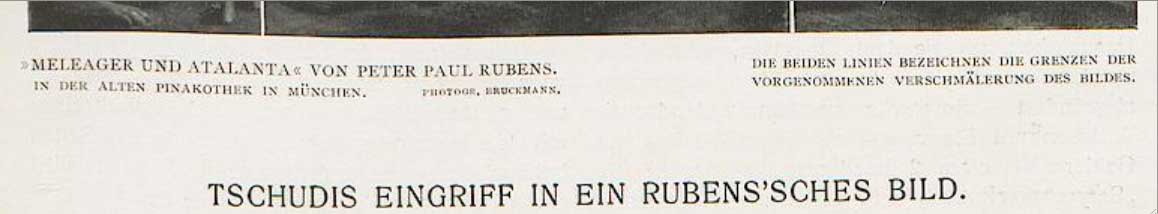 »MELEAGER UND ATALANTA« VON PETER PAUL RUBENS.
IN DER ALTEN PINAKOTHEK IN MÜNCHEN. PHOTOGR. BRUCKMANN.
DIE BEIDEN LINIEN BEZEICHNEN DIE GRENZEN DER
VORGENOMMENEN VERSCHMÄLERUNG DES BILDES.
TSCHUDIS EINGRIFF IN EIN RUBENS'SCHES BILD.